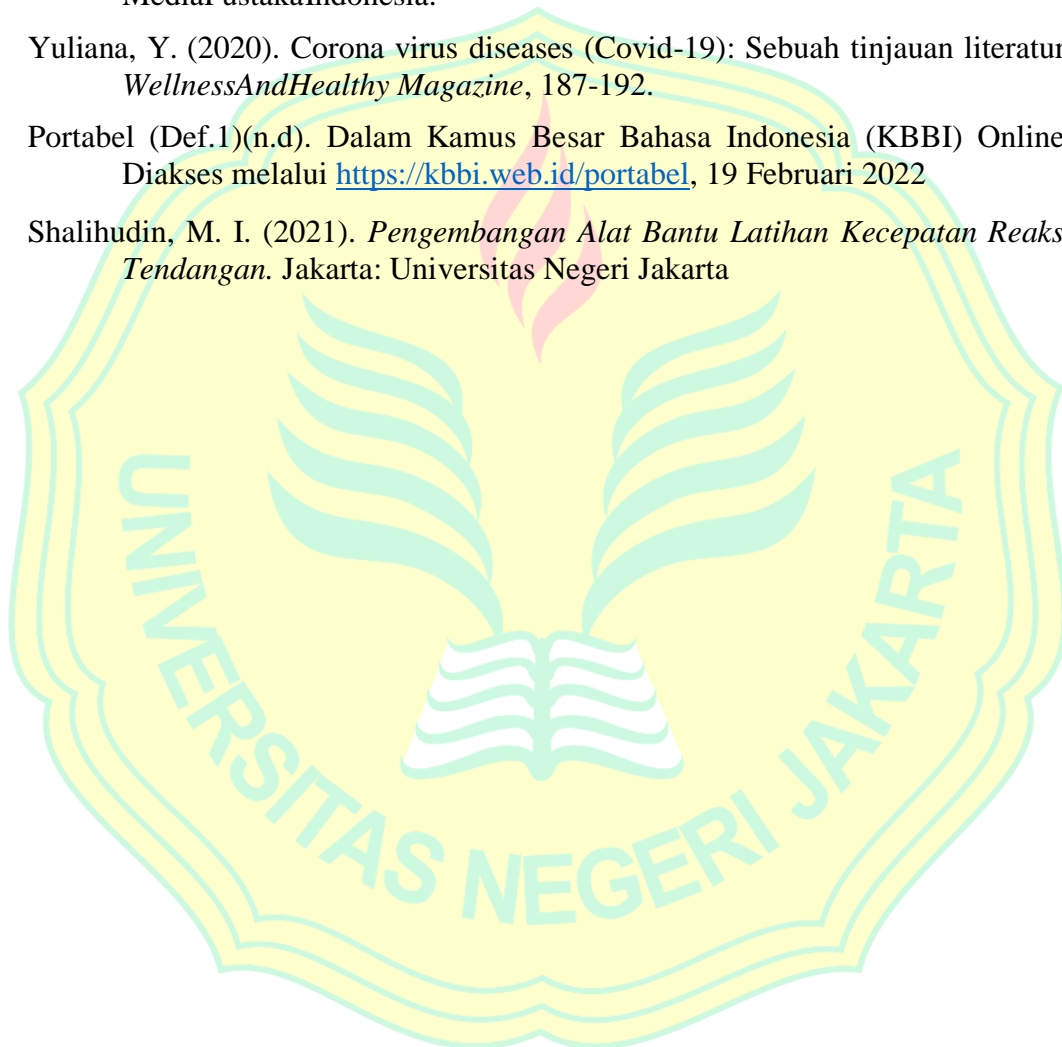 MediaPustakaIndonesia.
Yuliana, Y. (2020). Corona virus diseases (Covid-19): Sebuah tinjauan literatur
WellnessAndHealthy Magazine, 187-192.
Portabel (Def.1)(n.d). Dalam Kamus Besar Bahasa Indonesia (KBBI) Online
Diakses melalui https://kbbi.web.id/portabel, 19 Februari 2022
Shalihudin, M. I. (2021). Pengembangan Alat Bantu Latihan Kecepatan Reaks
Tendangan. Jakarta: Universitas Negeri Jakarta
UNIVERSITAS NEGERI JAKARTA